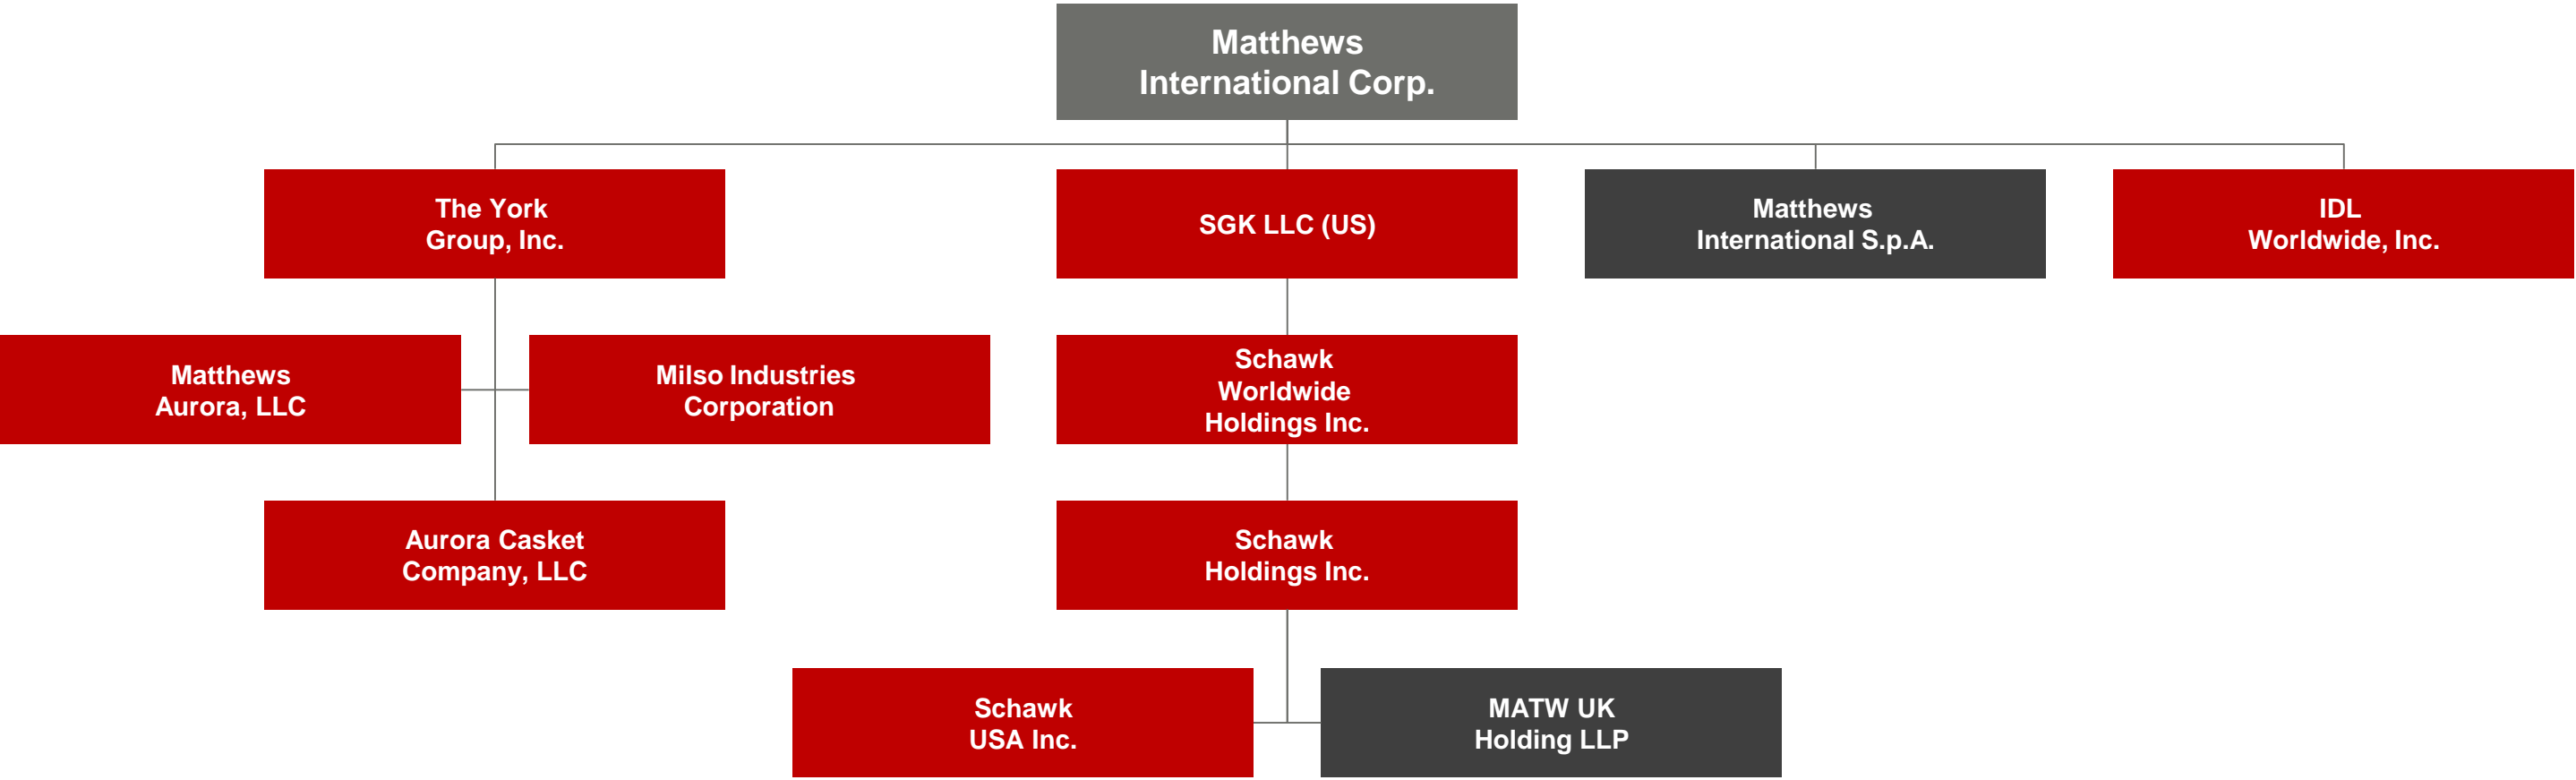 Matthews
International Corp.
The York
Group, Inc.
SGK LLC (US)
Matthews
International S.p.A.
IDL
Worldwide, Inc.
Matthews
Aurora, LLC
Milso Industries
Corporation
Schawk
Worldwide
Holdings Inc.
Aurora Casket
Company, LLC
Schawk
Holdings Inc.
Schawk
USA Inc.
MATW UK
Holding LLP